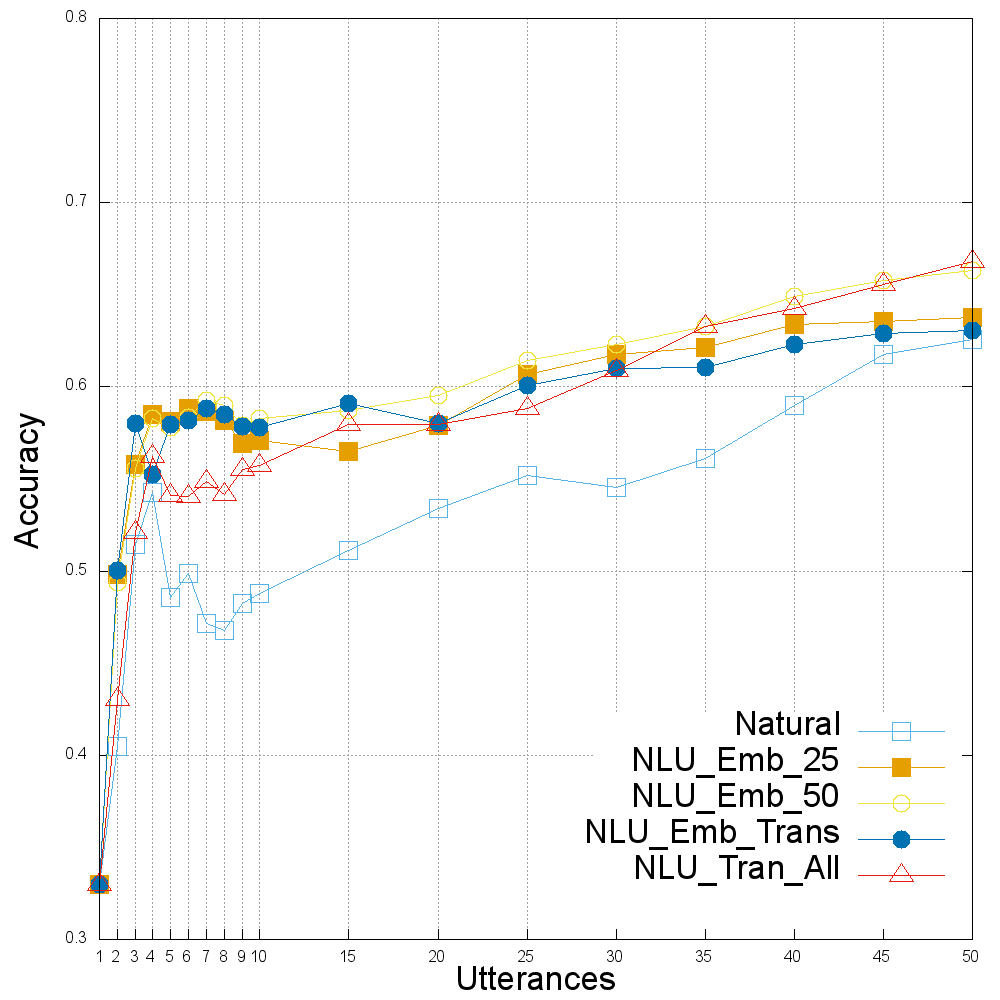 0.8
0.7
0.6
0.5
0.4
0.3
Accuracy
Natural
NLU_Emb_25
NLU_Emb_50
NLU_Emb_Trans
NLU_Tran_All
1 2 3 4 5 6 7 8 9 10 15 20 25 30 35 40 45 50
Utterances